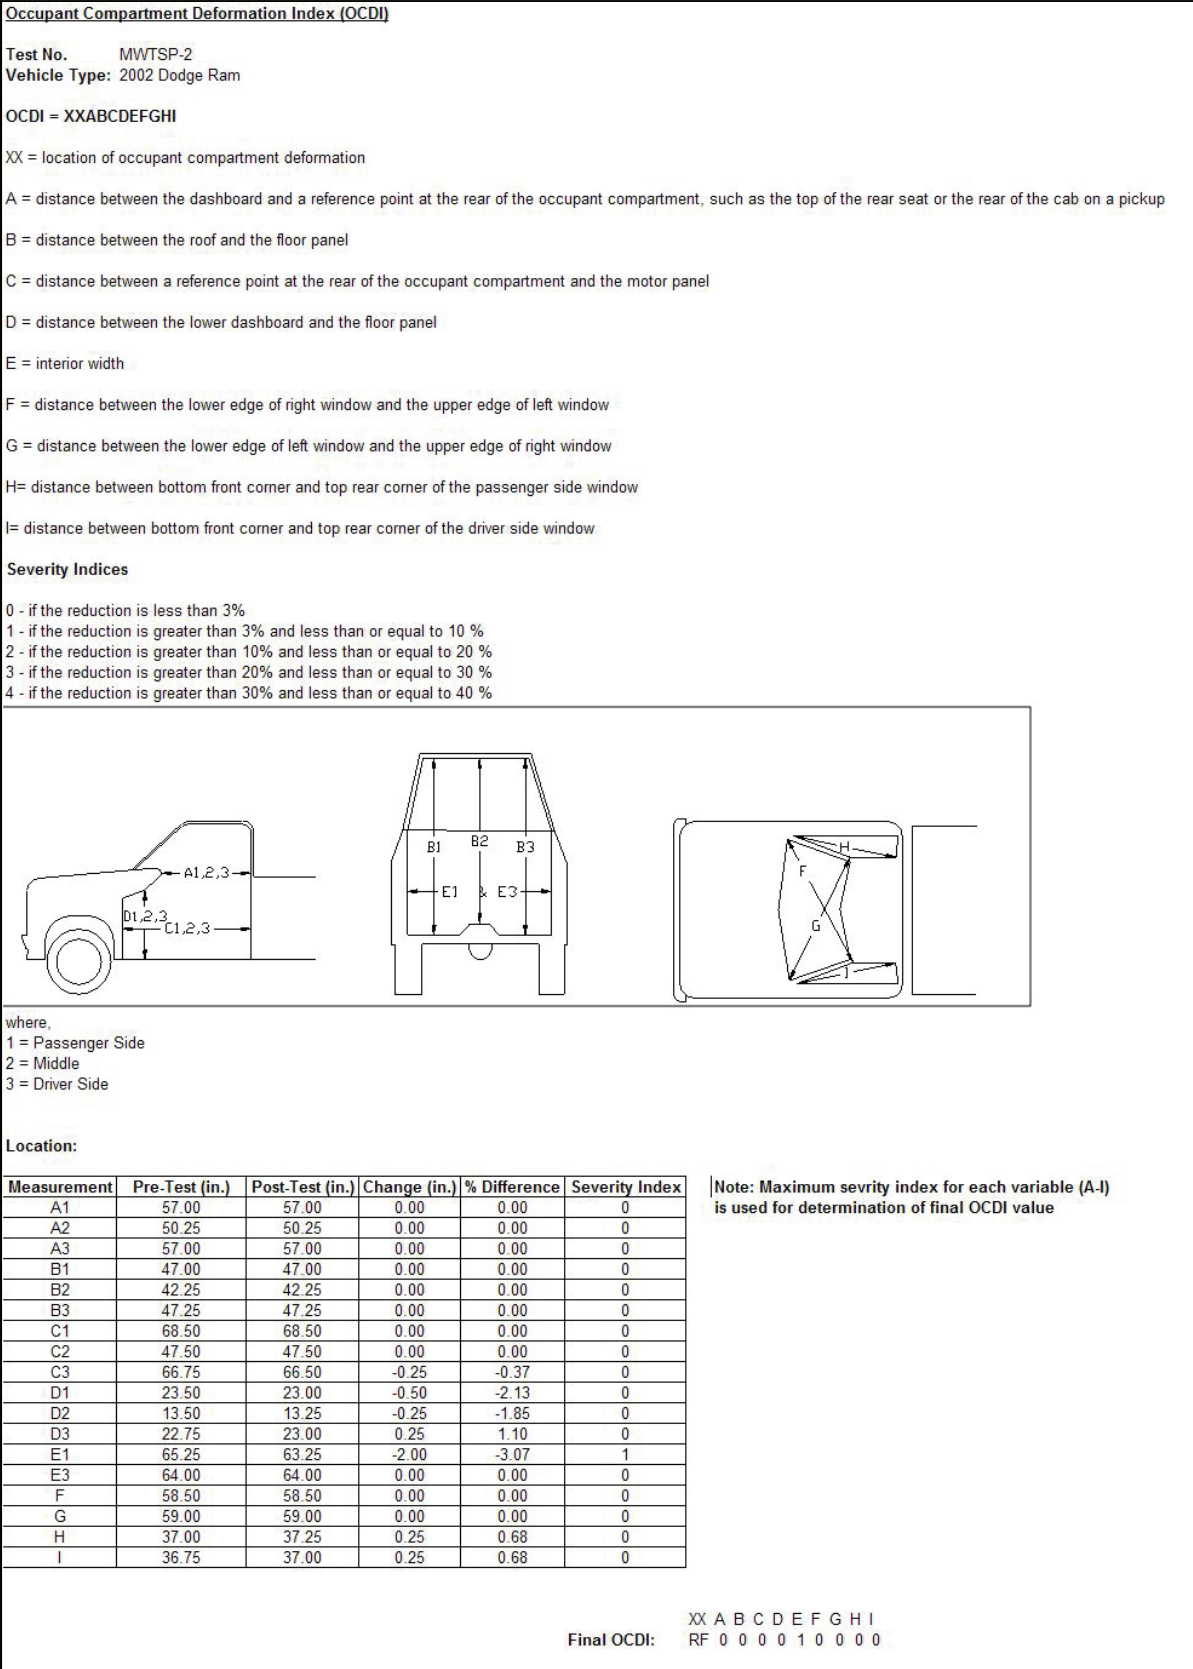 Occupant Compartment Deformation Index (OCDI)
Test No. MWTSP-2
Vehicle Type: 2002 Dodge Ram
OCDI = XXABCDEFGHI
XX = location of occupant compartment deformation
A = distance between the dashboard and a reference point at the rear of the occupant compartment, such as the top of the rear seat or the rear of the cab on a pickup
B = distance between the roof and the floor panel
C = distance between a reference point at the rear of the occupant compartment and the motor panel
D = distance between the lower dashboard and the floor panel
E = interior width
F = distance between the lower edge of right window and the upper edge of left window
G = distance between the lower edge of left window and the upper edge of right window
H= distance between bottom front corner and top rear corner of the passenger side window
I= distance between bottom front corner and top rear corner of the driver side window
Severity Indices
0 - if the reduction is less than 3%
1 - if the reduction is greater than 3% and less than or equal to 10 %
2 - if the reduction is greater than 10% and less than or equal to 20 %
3 - if the reduction is greater than 20% and less than or equal to 30 %
4 - if the reduction is greater than 30% and less than or equal to 40 %
A1,2,3
D1,2,3
C1,2,3
B1 B2 B3
E1 & E3
H
F
G
I
where,
1 = Passenger Side
2 = Middle
3 = Driver Side
Location:
Measurement Pre-Test (in.) Post-Test (in.) Change (in.) % Difference Severity Index
A1 57.00 57.00 0.00 0.00 0
A2 50.25 50.25 0.00 0.00 0
A3 57.00 57.00 0.00 0.00 0
B1 47.00 47.00 0.00 0.00 0
B2 42.25 42.25 0.00 0.00 0
B3 47.25 47.25 0.00 0.00 0
C1 68.50 68.50 0.00 0.00 0
C2 47.50 47.50 0.00 0.00 0
C3 66.75 66.50 -0.25 -0.37 0
D1 23.50 23.00 -0.50 -2.13 0
D2 13.50 13.25 -0.25 -1.85 0
D3 22.75 23.00 0.25 1.10 0
E1 65.25 63.25 -2.00 -3.07 1
E3 64.00 64.00 0.00 0.00 0
F 58.50 58.50 0.00 0.00 0
G 59.00 59.00 0.00 0.00 0
H 37.00 37.25 0.25 0.68 0
I 36.75 37.00 0.25 0.68 0
Note: Maximum sevrity index for each variable (A-I)
is used for determination of final OCDI value
XX A B C D E F G H I
Final OCDI: RF 0 0 0 0 1 0 0 0 0